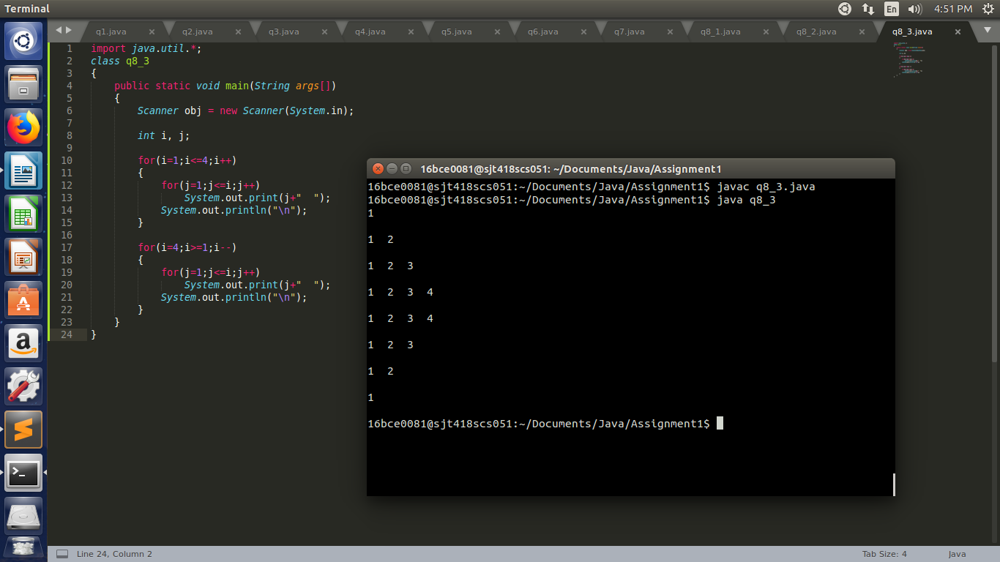 Terminal
En
4:51 PM
q1.java × q2.java × q3.java × q4.java × q5.java × q6.java × q7.java × q8_1.java × q8_2.java × q8_3.java ×
1 import java.util.*;
2 class q8_3
3 {
4 public static void main(String args[])
5 {
6 Scanner obj = new Scanner(System.in);
7
8 int i, j;
9
10 for(i=1;i<=4;i++)
11 {
12 for(j=1;j<=i;j++)
13 System.out.print(j+"  ");
14 System.out.println("\n");
15 }
16
17 for(i=4;i>=1;i--)
18 {
19 for(j=1;j<=i;j++)
20 System.out.print(j+"  ");
21 System.out.println("\n");
22 }
23 }
24 }
16bce0081@sjt418scs051: ~/Documents/Java/Assignment1
16bce0081@sjt418scs051:~/Documents/Java/Assignment1$ javac q8_3.java
16bce0081@sjt418scs051:~/Documents/Java/Assignment1$ java q8_3
1
1  2
1  2  3
1  2  3  4
1  2  3  4
1  2  3
1  2
1
16bce0081@sjt418scs051:~/Documents/Java/Assignment1$
Line 24, Column 2
Tab Size: 4
Java